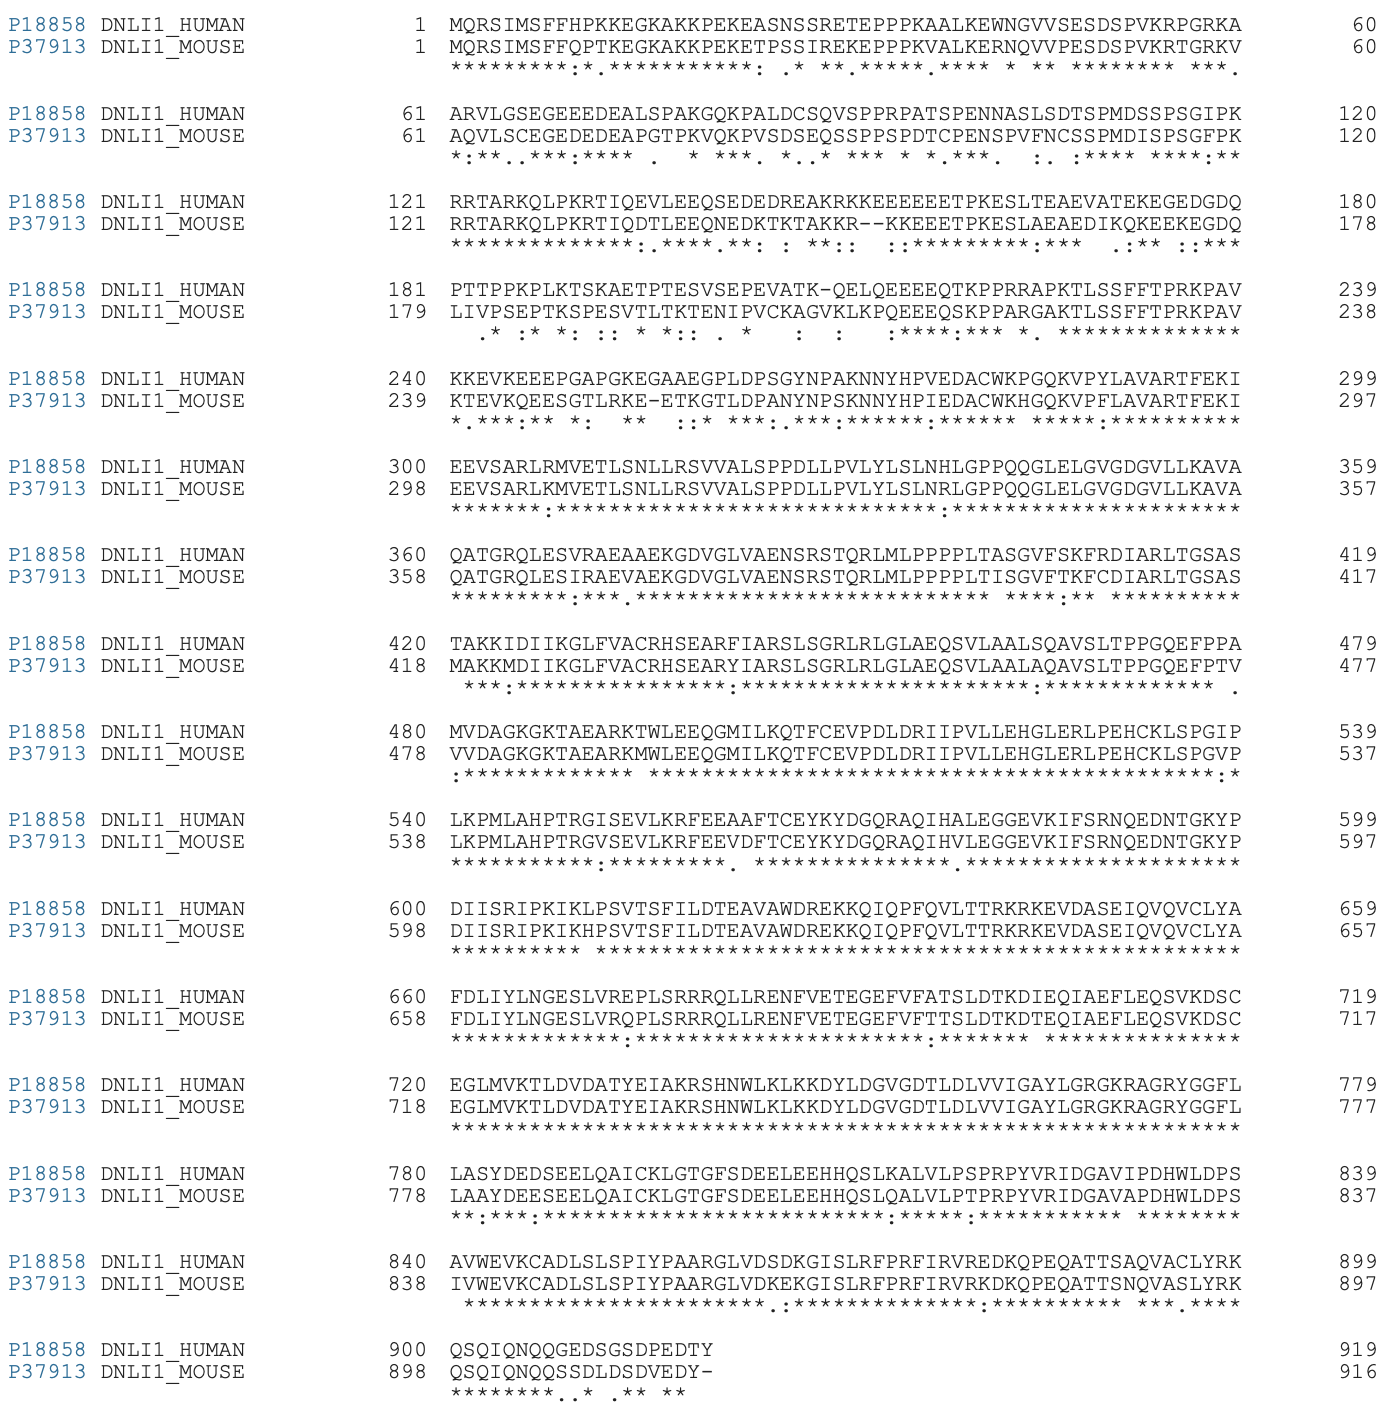 P18858 DNLI1_HUMAN 1 MQRSIMSFFHPKKEGKAKKPEKEASNSSRETEPPPKAALKEWNGVVSESDSPVKRPGRKA 60
P37913 DNLI1_MOUSE 1 MQRSIMSFFQPTKEGKAKKPEKETPSSIREKEPPPKVALKERNQVVPESDSPVKRTGRKV 60
*********:*.***********: .* **.*****.**** * ** ******** ***.
P18858 DNLI1_HUMAN 61 ARVLGSEGEEEDEALSPAKGQKPALDCSQVSPPRPATSPENNASLSDTSPMDSSPSGIPK 120
P37913 DNLI1_MOUSE 61 AQVLSCEGEDEDEAPGTPKVQKPVSDSEQSSPPSPDTCPENSPVFNCSSPMDISPSGFPK 120
*:**..***:**** . * ***. *..* *** * *.***. :. :**** ****:**
P18858 DNLI1_HUMAN 121 RRTARKQLPKRTIQEVLEEQSEDEDREAKRKKEEEEEETPKESLTEAEVATEKEGEDGDQ 180
P37913 DNLI1_MOUSE 121 RRTARKQLPKRTIQDTLEEQNEDKTKTAKKR--KKEEETPKESLAEAEDIKQKEEKEGDQ 178
**************:.****.**: : **:: ::********:*** .:** ::***
P18858 DNLI1_HUMAN 181 PTTPPKPLKTSKAETPTESVSEPEVATK-QELQEEEEQTKPPRRAPKTLSSFFTPRKPAV 239
P37913 DNLI1_MOUSE 179 LIVPSEPTKSPESVTLTKTENIPVCKAGVKLKPQEEEQSKPPARGAKTLSSFFTPRKPAV 238
.* :* *: :: *:: . * : : :****:*** *. **************
P18858 DNLI1_HUMAN 240 KKEVKEEEPGAPGKEGAAEGPLDPSGYNPAKNNYHPVEDACWKPGQKVPYLAVARTFEKI 299
P37913 DNLI1_MOUSE 239 KTEVKQEESGTLRKE-ETKGTLDPANYNPSKNNYHPIEDACWKHGQKVPFLAVARTFEKI 297
*.***:** *: ** ::* ***:.***:******:****** *****:**********
P18858 DNLI1_HUMAN 300 EEVSARLRMVETLSNLLRSVVALSPPDLLPVLYLSLNHLGPPQQGLELGVGDGVLLKAVA 359
P37913 DNLI1_MOUSE 298 EEVSARLKMVETLSNLLRSVVALSPPDLLPVLYLSLNRLGPPQQGLELGVGDGVLLKAVA 357
*******:*****************************:**********************
P18858 DNLI1_HUMAN 360 QATGRQLESVRAEAAEKGDVGLVAENSRSTQRLMLPPPPLTASGVFSKFRDIARLTGSAS 419
P37913 DNLI1_MOUSE 358 QATGRQLESIRAEVAEKGDVGLVAENSRSTQRLMLPPPPLTISGVFTKFCDIARLTGSAS 417
*********:***.*************************** ****:** **********
P18858 DNLI1_HUMAN 420 TAKKIDIIKGLFVACRHSEARFIARSLSGRLRLGLAEQSVLAALSQAVSLTPPGQEFPPA 479
P37913 DNLI1_MOUSE 418 MAKKMDIIKGLFVACRHSEARYIARSLSGRLRLGLAEQSVLAALAQAVSLTPPGQEFPTV 477
***:****************:**********************:************* .
P18858 DNLI1_HUMAN 480 MVDAGKGKTAEARKTWLEEQGMILKQTFCEVPDLDRIIPVLLEHGLERLPEHCKLSPGIP 539
P37913 DNLI1_MOUSE 478 VVDAGKGKTAEARKMWLEEQGMILKQTFCEVPDLDRIIPVLLEHGLERLPEHCKLSPGVP 537
:************* *******************************************:*
P18858 DNLI1_HUMAN 540 LKPMLAHPTRGISEVLKRFEEAAFTCEYKYDGQRAQIHALEGGEVKIFSRNQEDNTGKYP 599
P37913 DNLI1_MOUSE 538 LKPMLAHPTRGVSEVLKRFEEVDFTCEYKYDGQRAQIHVLEGGEVKIFSRNQEDNTGKYP 597
***********:*********. ***************.*********************
P18858 DNLI1_HUMAN 600 DIISRIPKIKLPSVTSFILDTEAVAWDREKKQIQPFQVLTTRKRKEVDASEIQVQVCLYA 659
P37913 DNLI1_MOUSE 598 DIISRIPKIKHPSVTSFILDTEAVAWDREKKQIQPFQVLTTRKRKEVDASEIQVQVCLYA 657
********** *************************************************
P18858 DNLI1_HUMAN 660 FDLIYLNGESLVREPLSRRRQLLRENFVETEGEFVFATSLDTKDIEQIAEFLEQSVKDSC 719
P37913 DNLI1_MOUSE 658 FDLIYLNGESLVRQPLSRRRQLLRENFVETEGEFVFTTSLDTKDTEQIAEFLEQSVKDSC 717
*************:**********************:******* ***************
P18858 DNLI1_HUMAN 720 EGLMVKTLDVDATYEIAKRSHNWLKLKKDYLDGVGDTLDLVVIGAYLGRGKRAGRYGGFL 779
P37913 DNLI1_MOUSE 718 EGLMVKTLDVDATYEIAKRSHNWLKLKKDYLDGVGDTLDLVVIGAYLGRGKRAGRYGGFL 777
************************************************************
P18858 DNLI1_HUMAN 780 LASYDEDSEELQAICKLGTGFSDEELEEHHQSLKALVLPSPRPYVRIDGAVIPDHWLDPS 839
P37913 DNLI1_MOUSE 778 LAAYDEESEELQAICKLGTGFSDEELEEHHQSLQALVLPTPRPYVRIDGAVAPDHWLDPS 837
**:***:**************************:*****:*********** ********
P18858 DNLI1_HUMAN 840 AVWEVKCADLSLSPIYPAARGLVDSDKGISLRFPRFIRVREDKQPEQATTSAQVACLYRK 899
P37913 DNLI1_MOUSE 838 IVWEVKCADLSLSPIYPAARGLVDKEKGISLRFPRFIRVRKDKQPEQATTSNQVASLYRK 897
***********************.:**************:********** ***.****
P18858 DNLI1_HUMAN 900 QSQIQNQQGEDSGSDPEDTY 919
P37913 DNLI1_MOUSE 898 QSQIQNQQSSDLDSDVEDY- 916
********..* .** **